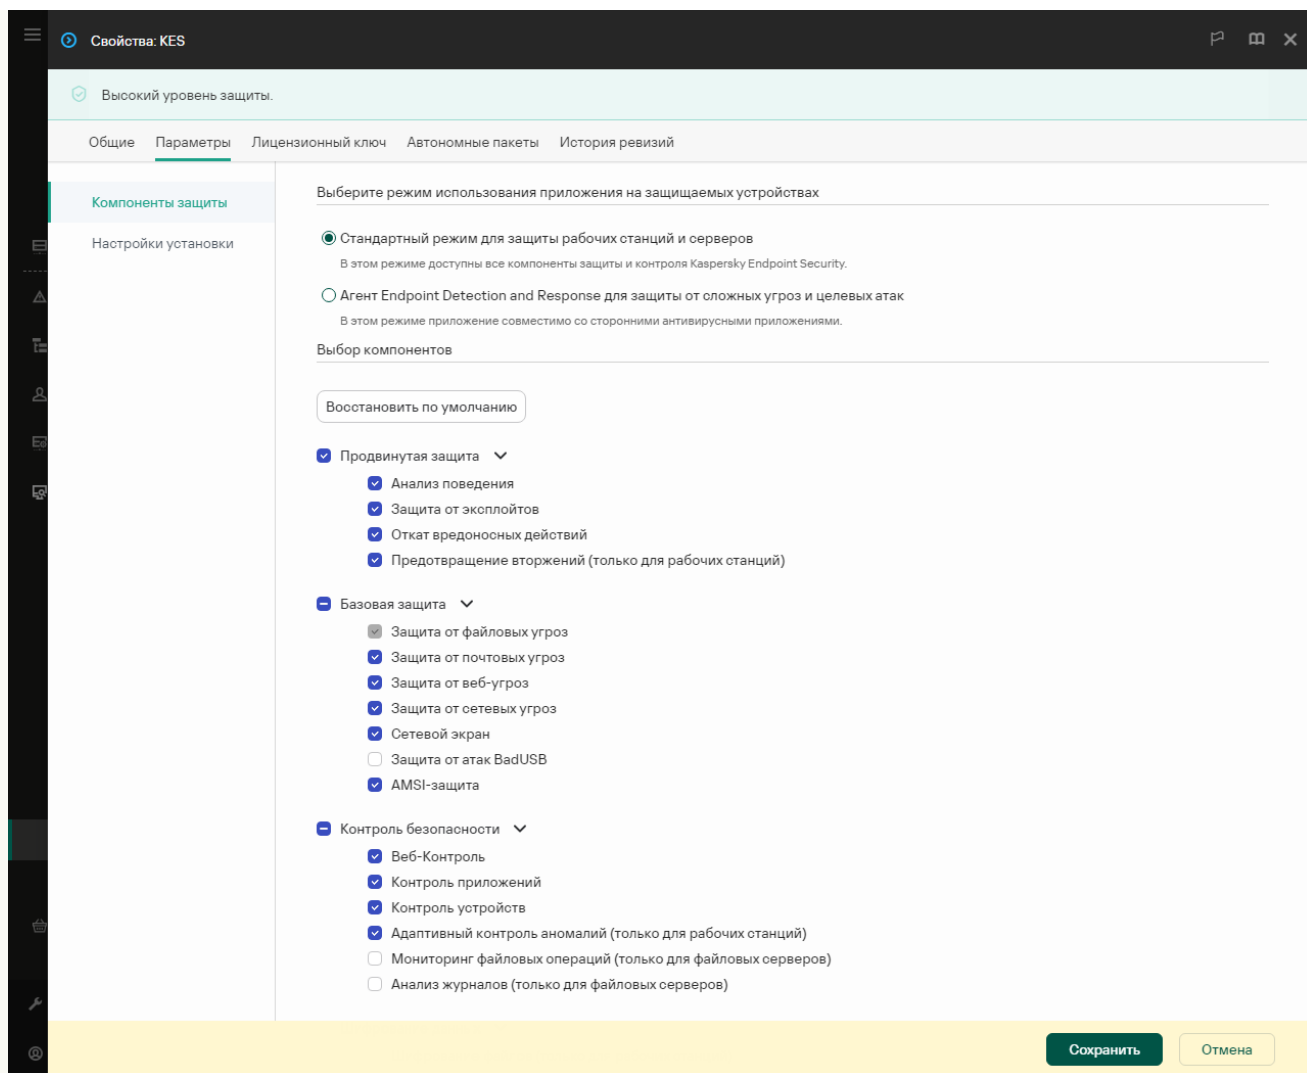 Свойства: KES
Высокий уровень защиты.
Общие Параметры Лицензионный ключ Автономные пакеты История ревизий
Компоненты защиты
Настройки установки
Выберите режим использования приложения на защищаемых устройствах
Стандартный режим для защиты рабочих станций и серверов
В этом режиме доступны все компоненты защиты и контроля Kaspersky Endpoint Security.
Агент Endpoint Detection and Response для защиты от сложных угроз и целевых атак
В этом режиме приложение совместимо со сторонними антивирусными приложениями.
Выбор компонентов
Восстановить по умолчанию
Продвинутая защита
Анализ поведения
Защита от эксплойтов
Откат вредоносных действий
Предотвращение вторжений (только для рабочих станций)
Базовая защита
Защита от файловых угроз
Защита от почтовых угроз
Защита от веб-угроз
Защита от сетевых угроз
Сетевой экран
Защита от атак BadUSB
AMSI-защита
Контроль безопасности
Веб-Контроль
Контроль приложений
Контроль устройств
Адаптивный контроль аномалий (только для рабочих станций)
Мониторинг файловых операций (только для файловых серверов)
Анализ журналов (только для файловых серверов)
Сохранить Отмена